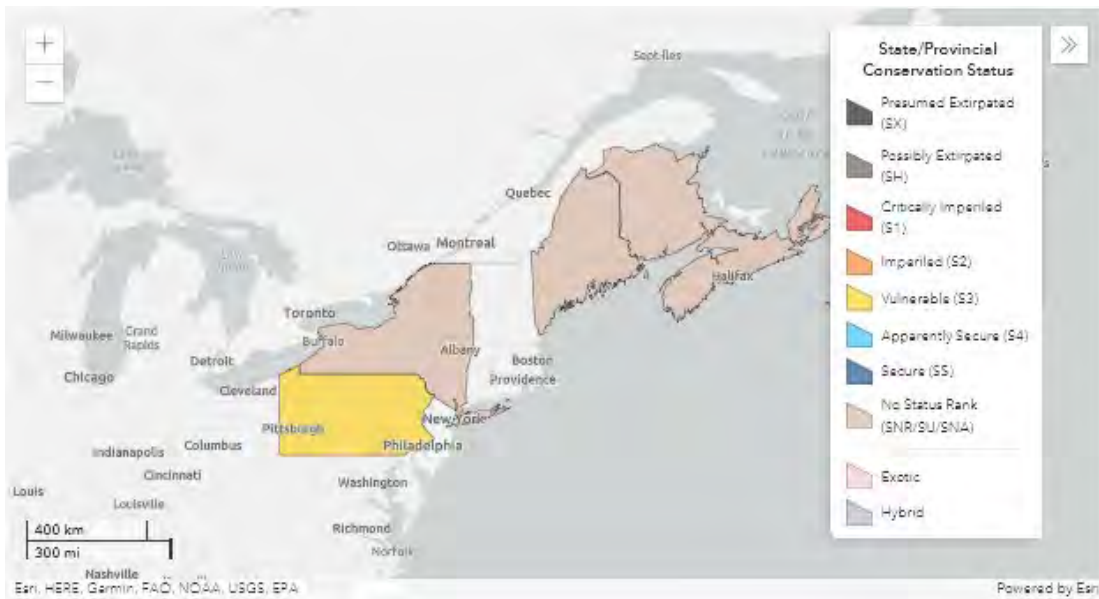 +
−
Sept-Îles
Quebec
Ottawa Montreal
Halifax
Toronto
Buffalo
Albany
Milwaukee
Grand
Rapids
Boston
Providence
Detroit
Chicago
Cleveland
New York
Pittsburgh
Philadelphia
Columbus
Indianapolis
Cincinnati
Washington
Louis
Louisville
Richmond
Norfolk
400 km
300 mi
Nashville
Esri, HERE, Garmin, FAO, NOAA, USGS, EPA
Powered by Esri
State/Provincial
Conservation Status
Presumed Extirpated
(SX)
Possibly Extirpated
(SH)
Critically Imperiled
(S1)
Imperiled (S2)
Vulnerable (S3)
Apparently Secure (S4)
Secure (S5)
No Status Rank
(SNR/SU/SNA)
Exotic
Hybrid